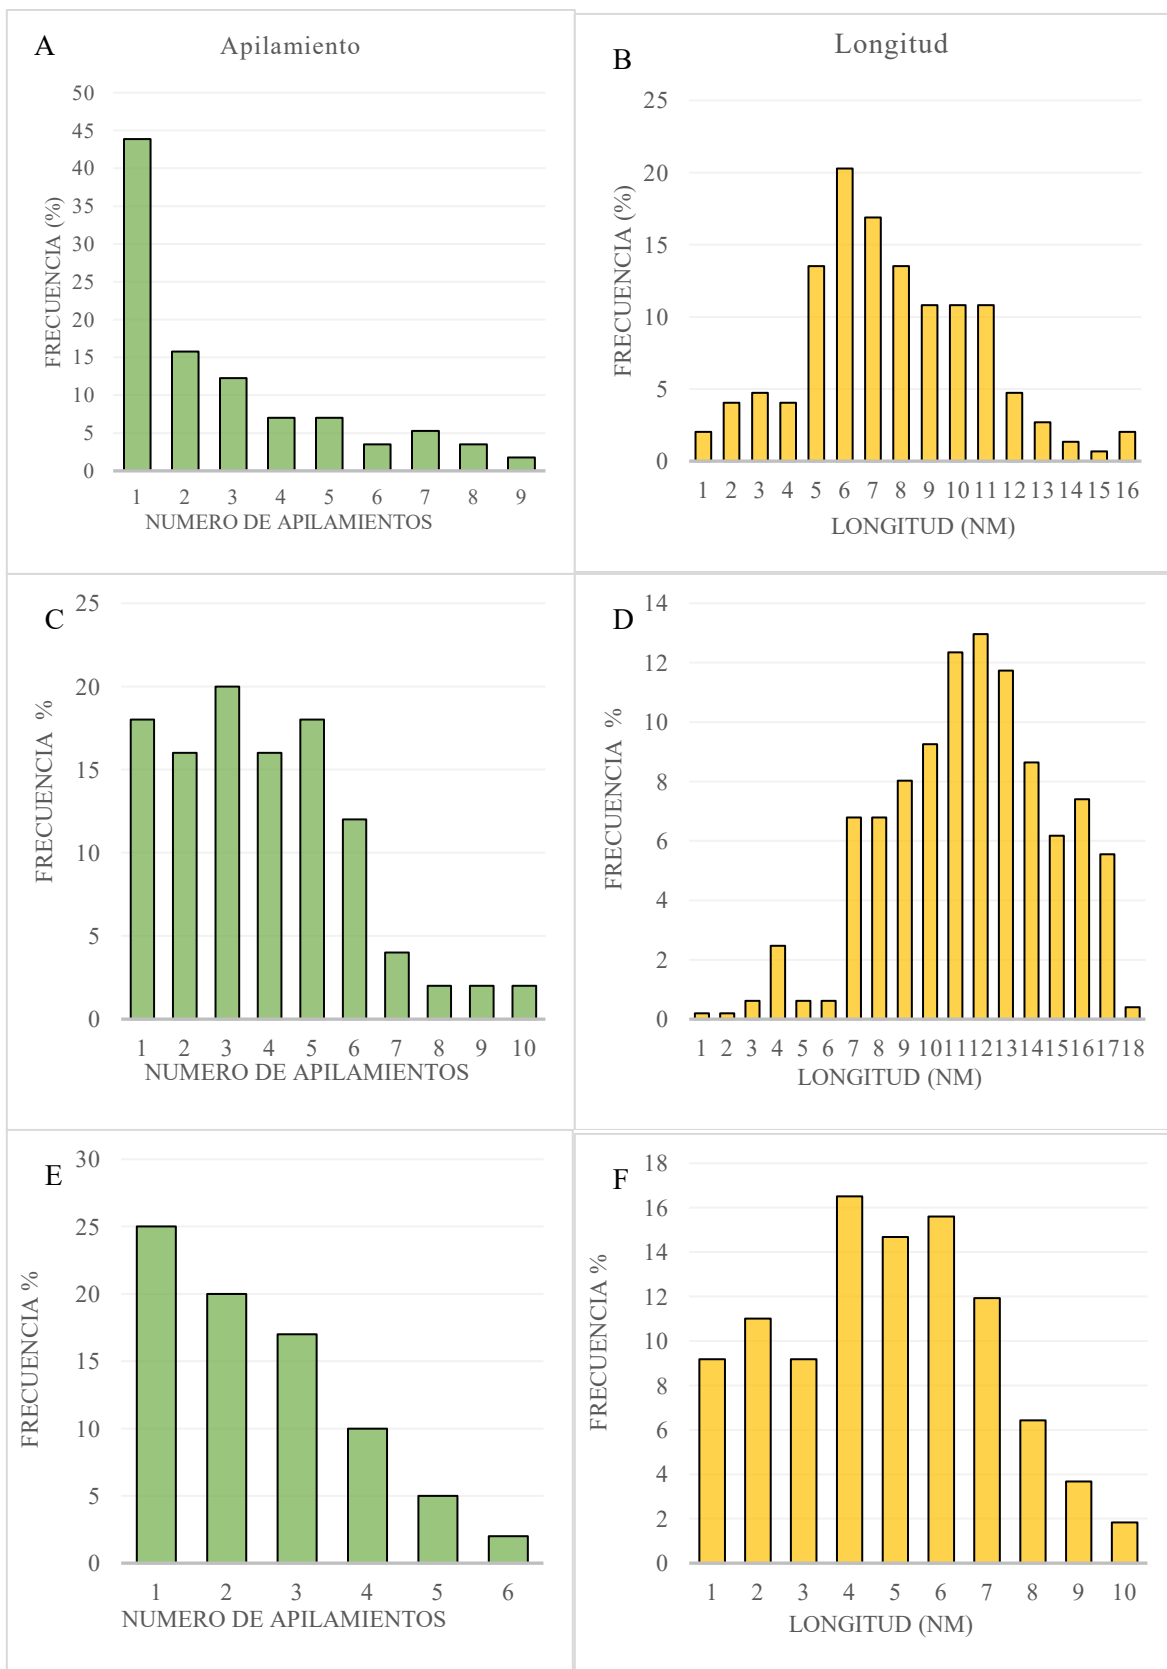 A
Apilamiento
50
45
40
35
30
25
20
15
10
5
0
FRECUENCIA (%)
1 2 3 4 5 6 7 8 9
NUMERO DE APILAMIENTOS
B
Longitud
25
20
15
10
5
0
FRECUENCIA (%)
1 2 3 4 5 6 7 8 9 10 11 12 13 14 15 16
LONGITUD (NM)
C
25
20
15
10
5
0
FRECUENCIA %
1 2 3 4 5 6 7 8 9 10
NUMERO DE APILAMIENTOS
D
14
12
10
8
6
4
2
0
FRECUENCIA %
1 2 3 4 5 6 7 8 9 10 11 12 13 14 15 16 17 18
LONGITUD (NM)
E
30
25
20
15
10
5
0
FRECUENCIA %
1 2 3 4 5 6
NUMERO DE APILAMIENTOS
F
18
16
14
12
10
8
6
4
2
0
FRECUENCIA %
1 2 3 4 5 6 7 8 9 10
LONGITUD (NM)